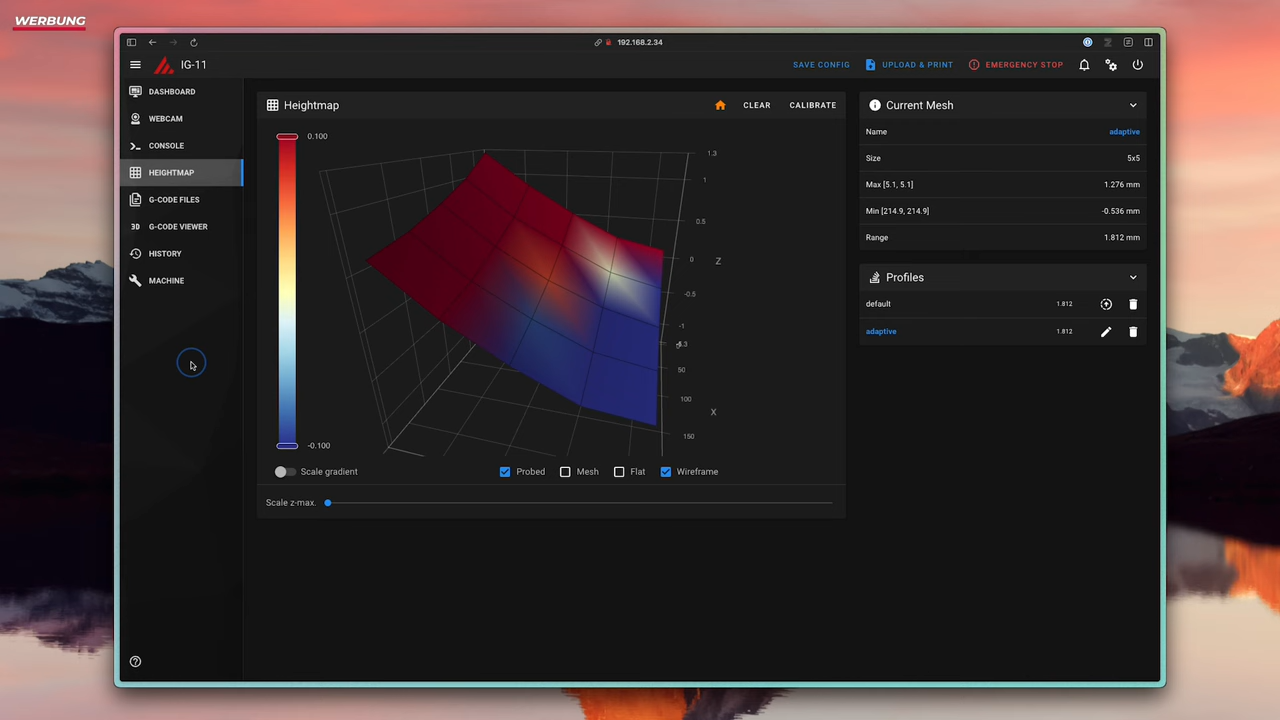 WERBUNG
192.168.2.34
IG-11
SAVE CONFIG
UPLOAD & PRINT
EMERGENCY STOP
DASHBOARD
WEBCAM
CONSOLE
HEIGHTMAP
G-CODE FILES
3D G-CODE VIEWER
HISTORY
MACHINE
Heightmap
CLEAR
CALIBRATE
0.100
-0.100
1.3
1
0.5
0
Z
-0.5
-1
50
100
X
150
Scale gradient
Probed
Mesh
Flat
Wireframe
Scale z-max.
Current Mesh
Name adaptive
Size 5x5
Max [5.1, 5.1] 1.276 mm
Min [214.9, 214.9] -0.536 mm
Range 1.812 mm
Profiles
default 1.812
adaptive 1.812